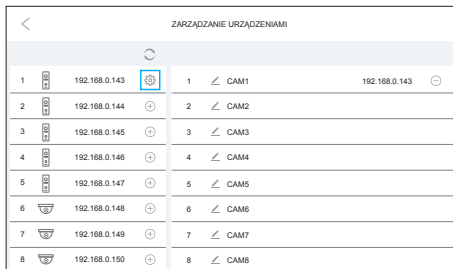 ZARZĄDZANIE URZĄDZENIAMI
1 192.168.0.143 1 CAM1 192.168.0.143
2 192.168.0.144 2 CAM2
3 192.168.0.145 3 CAM3
4 192.168.0.146 4 CAM4
5 192.168.0.147 5 CAM5
6 192.168.0.148 6 CAM6
7 192.168.0.149 7 CAM7
8 192.168.0.150 8 CAM8